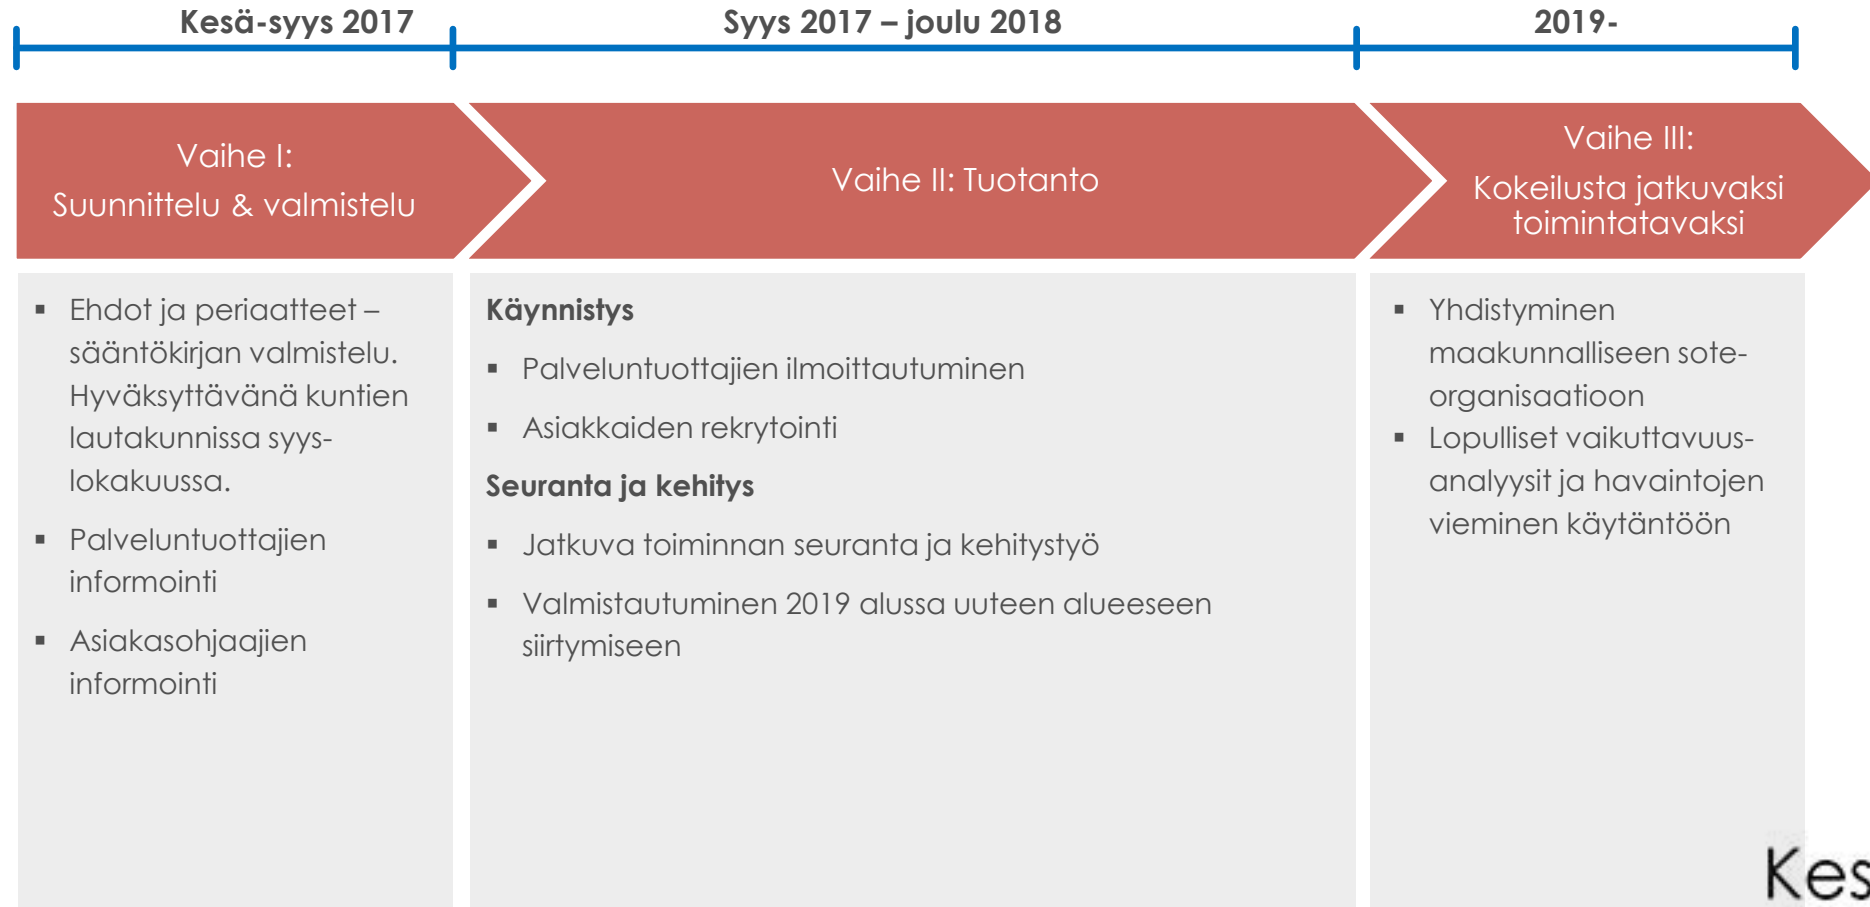 Kesä-syys 2017
Syys 2017 – joulu 2018
2019-
Vaihe I:
Suunnittelu & valmistelu
Vaihe II: Tuotanto
Vaihe III:
Kokeilusta jatkuvaksi
toimintatavaksi
▪ Ehdot ja periaatteet –
sääntökirjan valmistelu.
Hyväksyttävänä kuntien
lautakunnissa syys-
lokakuussa.
▪ Palveluntuottajien
informointi
▪ Asiakasohjaajien
informointi
Käynnistys
▪ Palveluntuottajien ilmoittautuminen
▪ Asiakkaiden rekrytointi
Seuranta ja kehitys
▪ Jatkuva toiminnan seuranta ja kehitystyö
▪ Valmistautuminen 2019 alussa uuteen alueeseen
siirtymiseen
▪ Yhdistyminen
maakunnalliseen sote-
organisaatioon
▪ Lopulliset vaikuttavuus-
analyysit ja havaintojen
vieminen käytäntöön
Kes